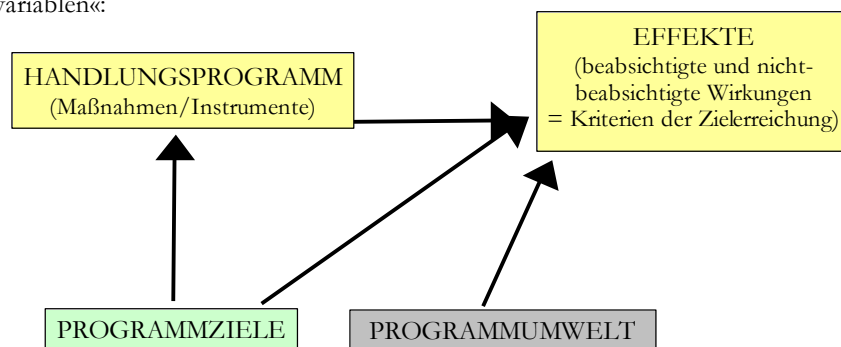 variablen«:
HANDLUNGSPROGRAMM
(Maßnahmen/Instrumente)
EFFEKTE
(beabsichtigte und nicht-
beabsichtigte Wirkungen
= Kriterien der Zielerreichung)
PROGRAMMZIELE
PROGRAMMUMWELT